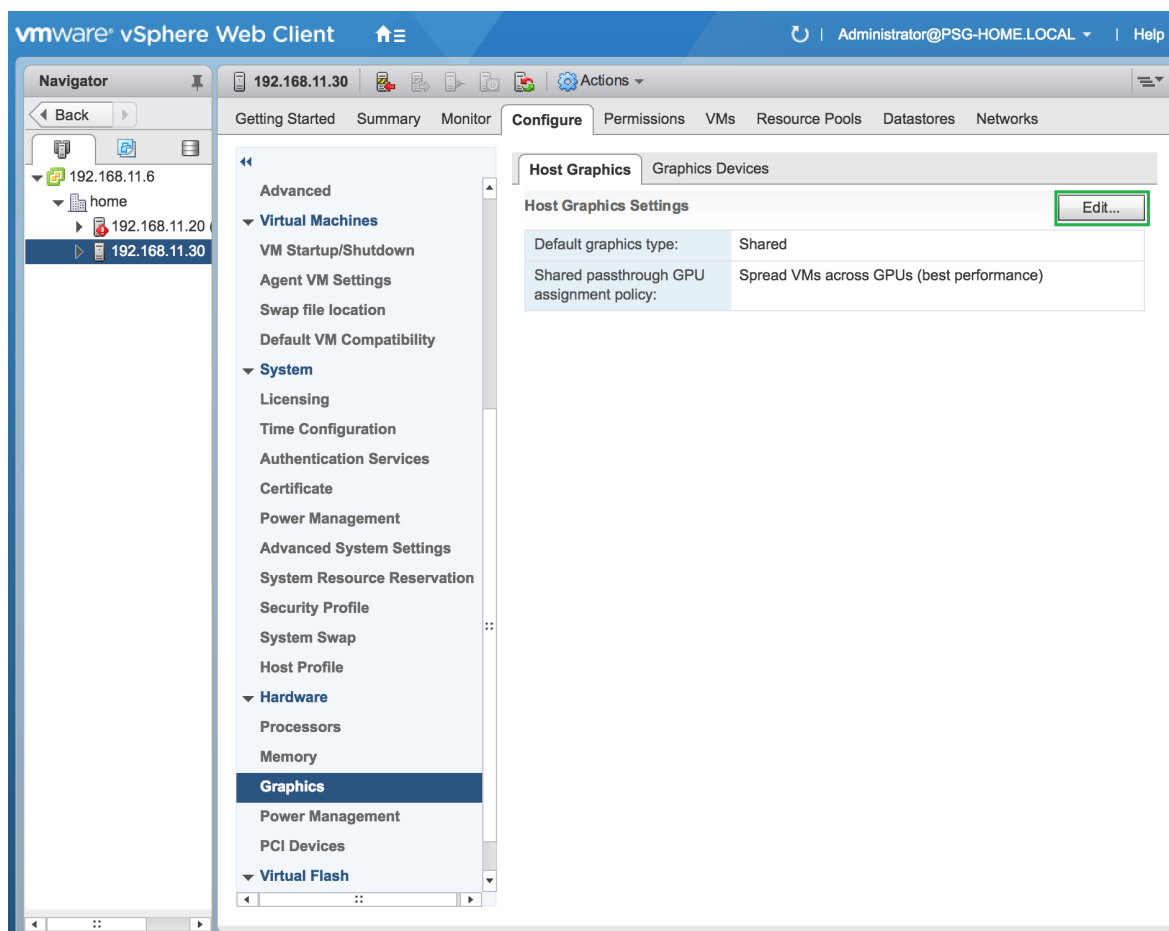 vmware® vSphere Web Client
Administrator@PSG-HOME.LOCAL
Help
Navigator
Back
192.168.11.6
home
192.168.11.20 (
192.168.11.30
192.168.11.30
Actions
Getting Started
Summary
Monitor
Configure
Permissions
VMs
Resource Pools
Datastores
Networks
Advanced
Virtual Machines
VM Startup/Shutdown
Agent VM Settings
Swap file location
Default VM Compatibility
System
Licensing
Time Configuration
Authentication Services
Certificate
Power Management
Advanced System Settings
System Resource Reservation
Security Profile
System Swap
Host Profile
Hardware
Processors
Memory
Graphics
Power Management
PCI Devices
Virtual Flash
Host Graphics
Graphics Devices
Host Graphics Settings
Edit...
Default graphics type:
Shared
Shared passthrough GPU
assignment policy:
Spread VMs across GPUs (best performance)